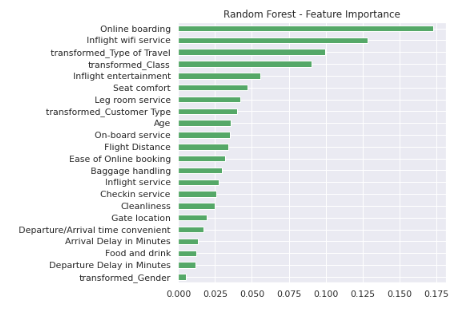 Random Forest - Feature Importance
Online boarding
Inflight wifi service
transformed_Type of Travel
transformed_Class
Inflight entertainment
Seat comfort
Leg room service
transformed_Customer Type
Age
On-board service
Flight Distance
Ease of Online booking
Baggage handling
Inflight service
Checkin service
Cleanliness
Gate location
Departure/Arrival time convenient
Arrival Delay in Minutes
Food and drink
Departure Delay in Minutes
transformed_Gender
0.000 0.025 0.050 0.075 0.100 0.125 0.150 0.175